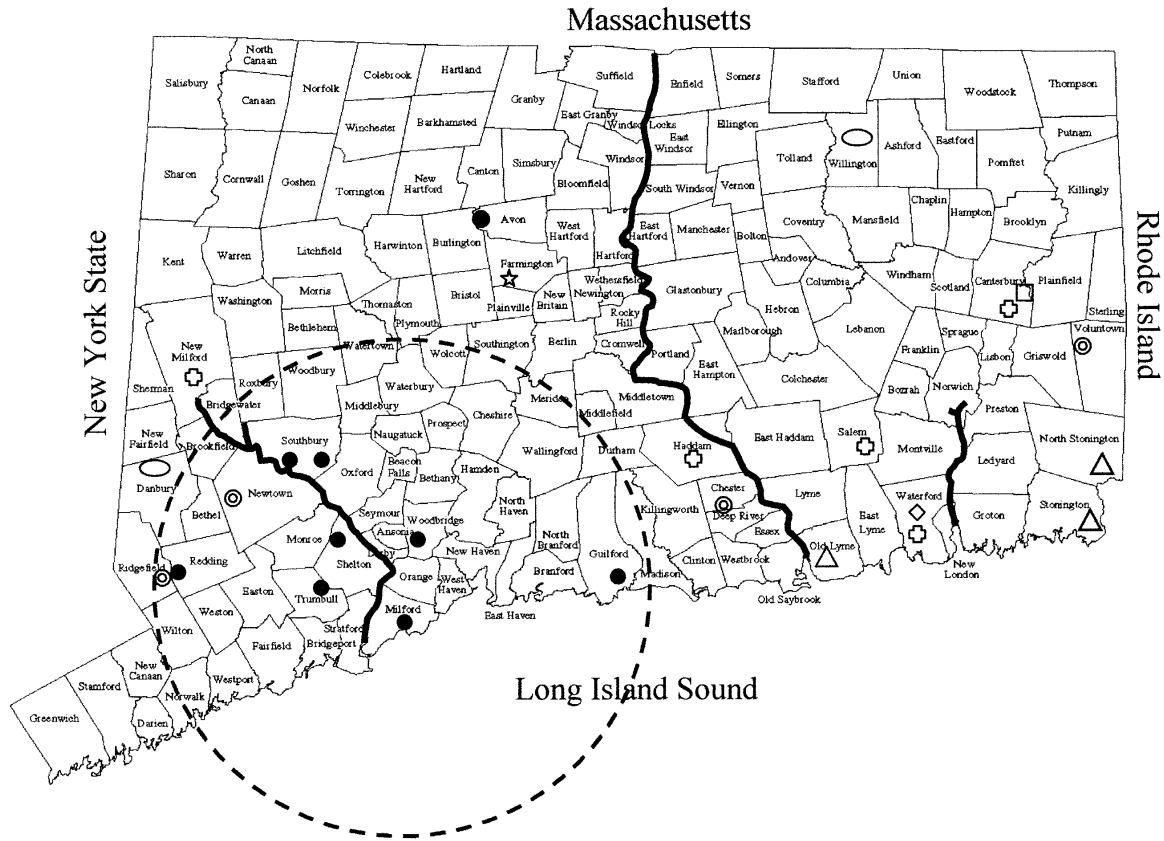 Massachusetts
New York State
Rhode Island
Long Island Sound
North
Canaan
Salisbury
Canaan
Norfolk
Colebrook
Hartland
Granby
Suffield
Enfield
Somers
Stafford
Union
Woodstock
Thompson
Winchester
Barkhamsted
East Granby
Windsor Locks
East
Windsor
Ellington
Willington
Ashford
Eastford
Putnam
Sharon
Cornwall
Goshen
Torrington
New
Hartford
Canton
Simsbury
Bloomfield
Windsor
South Windsor
Vernon
Tolland
Pomfret
Killingly
Kent
Warren
Litchfield
Harwinton
Burlington
Avon
West
Hartford
Hartford
East
Hartford
Manchester
Bolton
Coventry
Mansfield
Chaplin
Hampton
Brooklyn
Andover
Washington
Morris
Thomaston
Bristol
Farmington
Plainville
New
Britain
Newington
Wethersfield
Glastonbury
Hebron
Columbia
Windham
Scotland
Canterbury
Plainfield
Sterling
New
Milford
Bethlehem
Watertown
Plymouth
Wolcott
Southington
Berlin
Rocky
Hill
Cromwell
Portland
Marlborough
East
Hampton
Lebanon
Franklin
Sprague
Lisbon
Griswold
Voluntown
Sherman
Roxbury
Woodbury
Bridgewater
Middlebury
Waterbury
Cheshire
Meriden
Middlefield
Middletown
Colchester
Bozrah
Norwich
Preston
New
Fairfield
Brookfield
Southbury
Oxford
Naugatuck
Prospect
Beacon
Falls
Bethany
Hamden
Wallingford
Durham
Haddam
East Haddam
Salem
Montville
Ledyard
North Stonington
Danbury
Bethel
Newtown
Seymour
Ansonia
Derby
Woodbridge
North
Haven
North
Branford
Guilford
Killingworth
Chester
Deep River
Essex
Lyme
East
Lyme
Waterford
Groton
Stonington
Ridgefield
Redding
Monroe
Shelton
Orange
West
Haven
New Haven
Branford
Madison
Clinton
Westbrook
Old Lyme
New
London
East Haven
Old Saybrook
Wilton
Weston
Easton
Trumbull
Milford
Stratford
Bridgeport
Fairfield
Westport
Norwalk
New
Canaan
Darien
Stamford
Greenwich